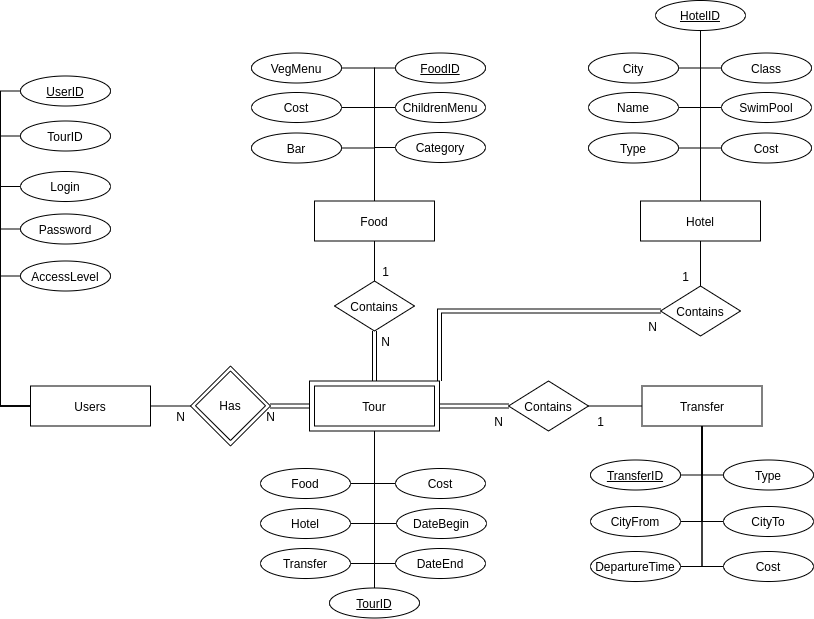 HotelID
VegMenu
FoodID
City
Class
UserID
Cost
ChildrenMenu
Name
SwimPool
TourID
Bar
Category
Type
Cost
Login
Password
Food
Hotel
AccessLevel
1
1
Contains
Contains
N
N
Users
N
Has
N
Tour
N
Contains
1
Transfer
Food
Cost
TransferID
Type
Hotel
DateBegin
CityFrom
CityTo
Transfer
DateEnd
DepartureTime
Cost
TourID